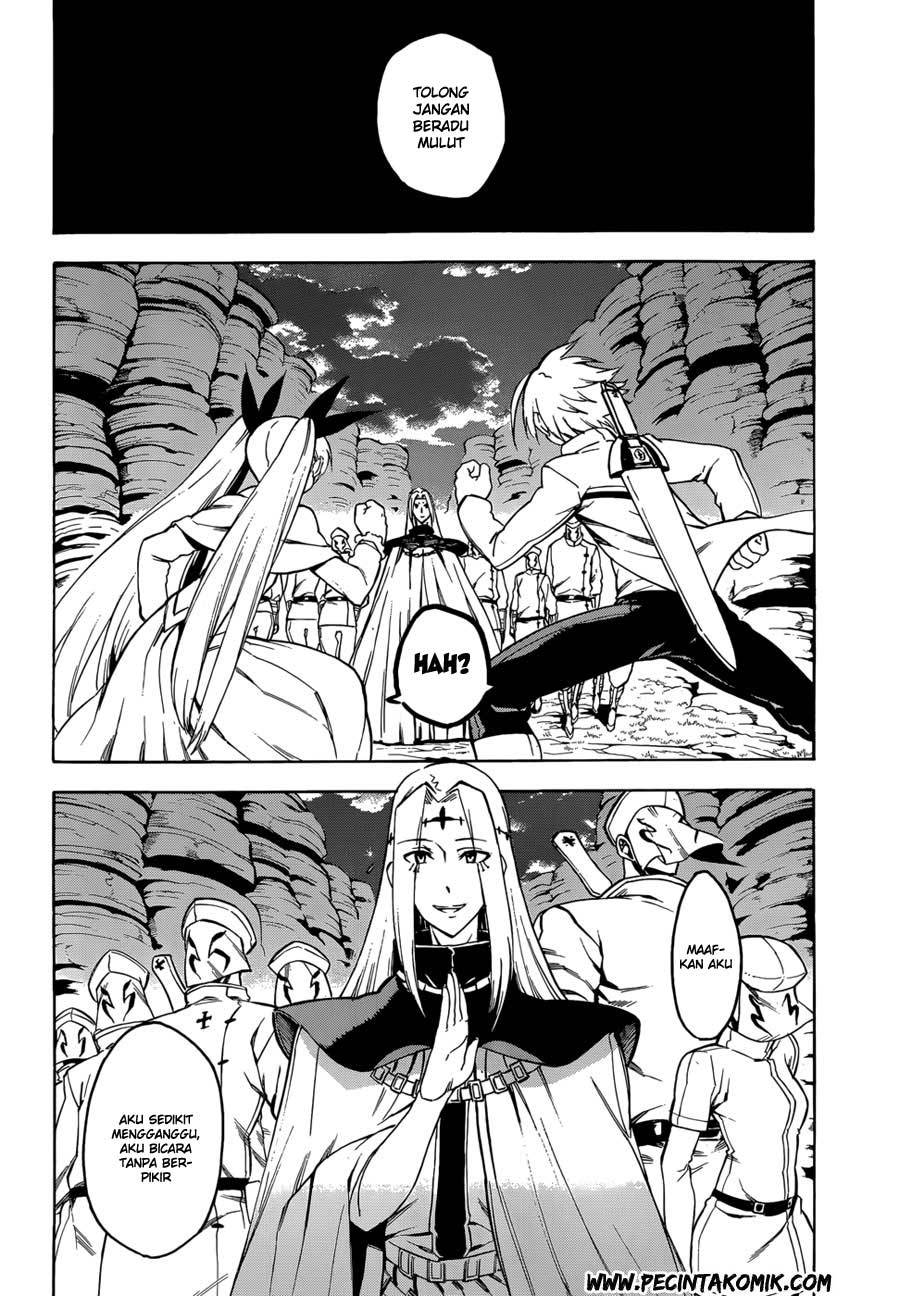 TOLONG
JANGAN
BERADU
MULUT
HAH?
MAAF-
KAN AKU
AKU SEDIKIT
MENGGANGGU,
AKU BICARA
TANPA BER-
PIKIR
WWW.PECINTAKOMIK.COM